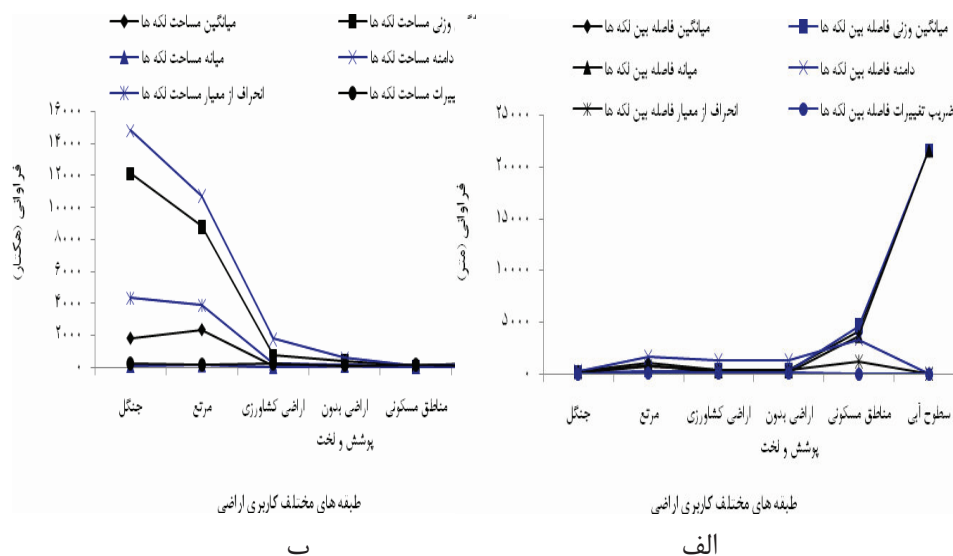 میانگین فاصله بین لکه ها
میانگین وزنی فاصله بین لکه ها
میانه فاصله بین لکه ها
دامنه فاصله بین لکه ها
انحراف از معیار فاصله بین لکه ها
ضریب تغییرات فاصله بین لکه ها
۲۵۰۰۰
۲۰۰۰۰
۱۵۰۰۰
۱۰۰۰۰
۵۰۰۰
۰
فراوانی (متر)
جنگل
مرتع
اراضی کشاورزی
اراضی بدون
پوشش و لخت
مناطق مسکونی
سطوح آبی
طبقه های مختلف کاربری اراضی
الف
میانگین مساحت لکه ها
وزنی مساحت لکه ها
میانه مساحت لکه ها
دامنه مساحت لکه ها
انحراف از معیار مساحت لکه ها
ییرات مساحت لکه ها
۱۶۰۰۰
۱۴۰۰۰
۱۲۰۰۰
۱۰۰۰۰
۸۰۰۰
۶۰۰۰
۴۰۰۰
۲۰۰۰
۰
فراوانی (هکتار)
جنگل
مرتع
اراضی کشاورزی
اراضی بدون
پوشش و لخت
مناطق مسکونی
طبقه های مختلف کاربری اراضی
ب